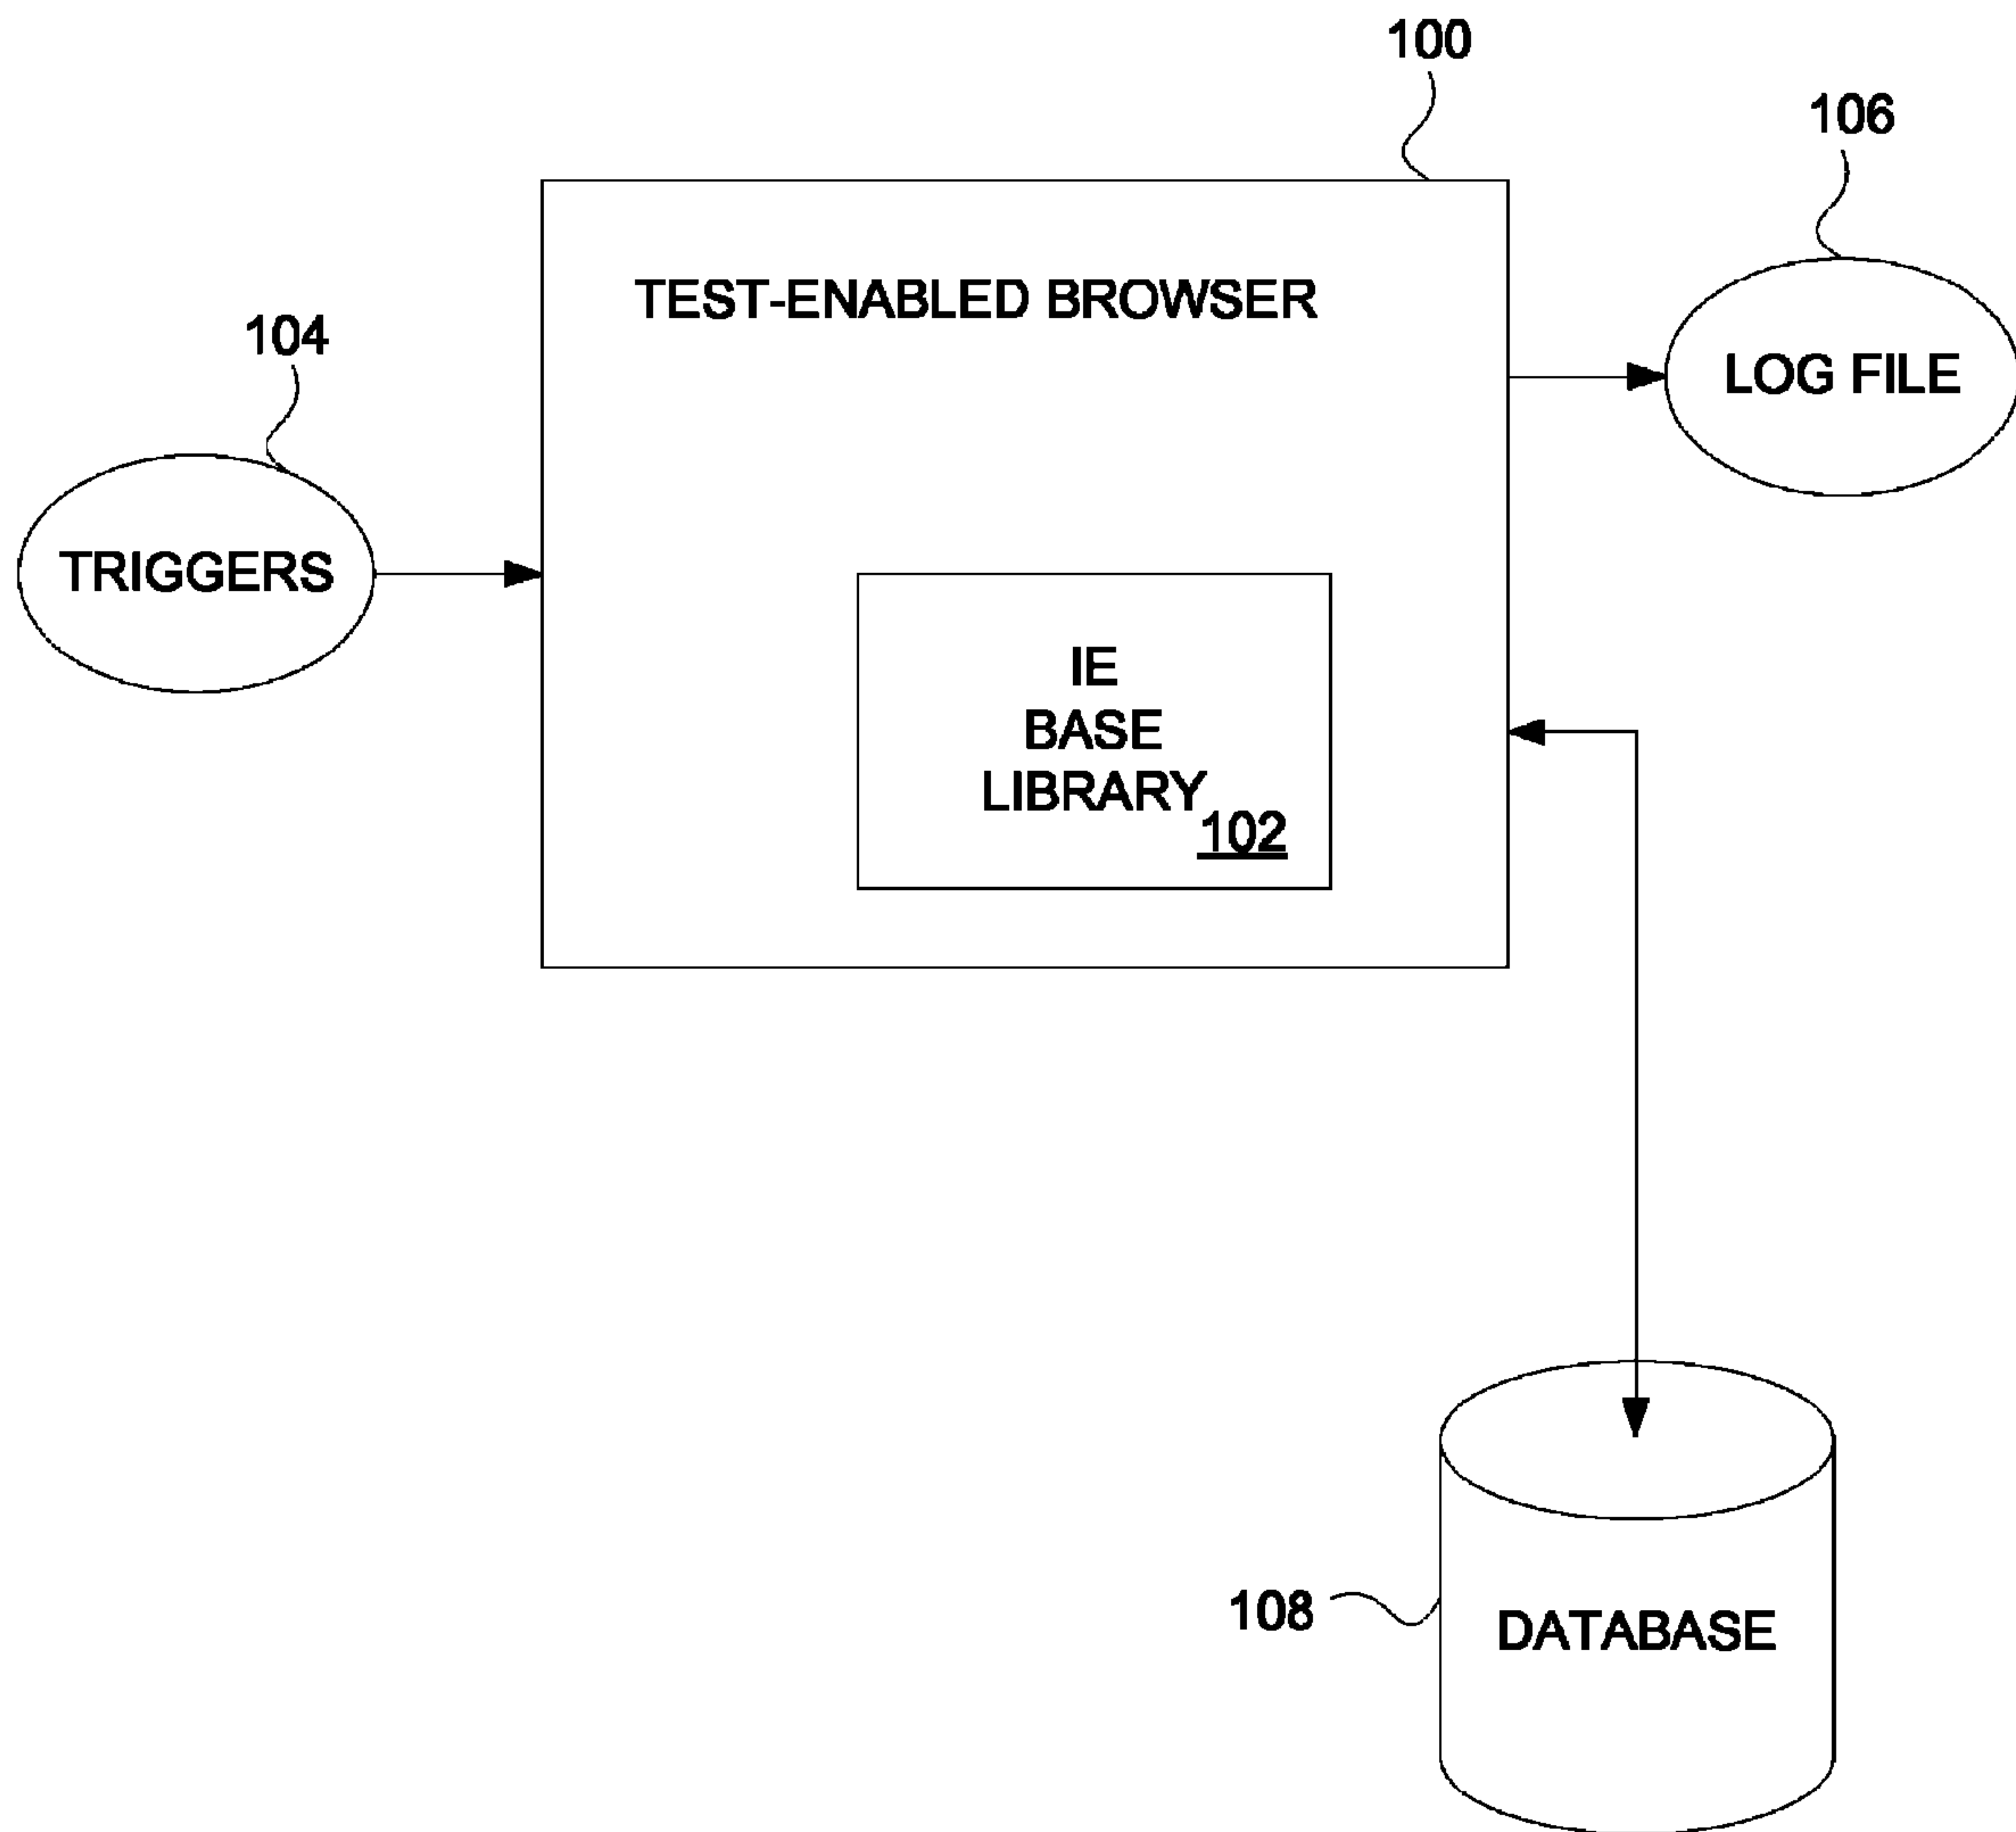 100
106
TEST-ENABLED BROWSER
104
LOG FILE
TRIGGERS
IE
BASE
LIBRARY
102
108
DATABASE